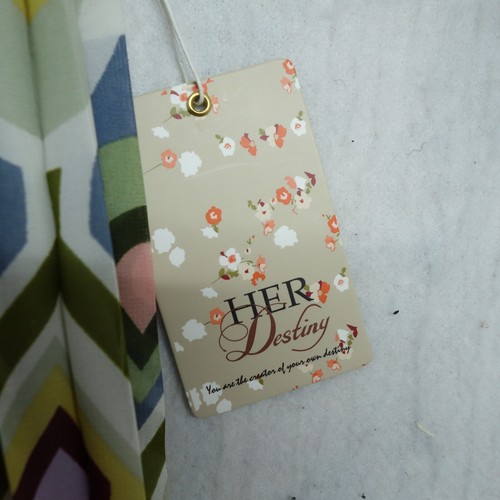 HER
Destiny
You are the creator of your own destiny.